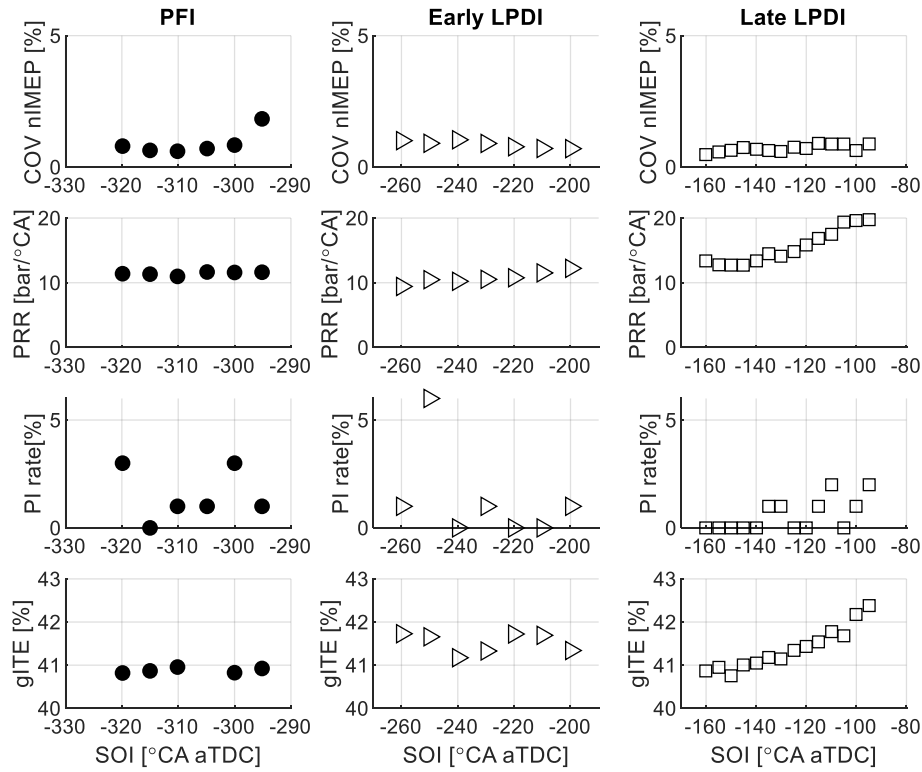 PFI Early LPDI Late LPDI
COV nIMEP [%] COV nIMEP [%] COV nIMEP [%]
5 5 5
0 0 0
-330 -320 -310 -300 -290 -260 -240 -220 -200 -160 -140 -120 -100 -80
PRR [bar/°CA] PRR [bar/°CA] PRR [bar/°CA]
20 20 20
10 10 10
0 0 0
-330 -320 -310 -300 -290 -260 -240 -220 -200 -160 -140 -120 -100 -80
PI rate[%] PI rate[%] PI rate[%]
5 5 5
0 0 0
-330 -320 -310 -300 -290 -260 -240 -220 -200 -160 -140 -120 -100 -80
gITE [%] gITE [%] gITE [%]
43 43 43
42 42 42
41 41 41
40 40 40
-330 -320 -310 -300 -290 -260 -240 -220 -200 -160 -140 -120 -100 -80
SOI [°CA aTDC] SOI [°CA aTDC] SOI [°CA aTDC]